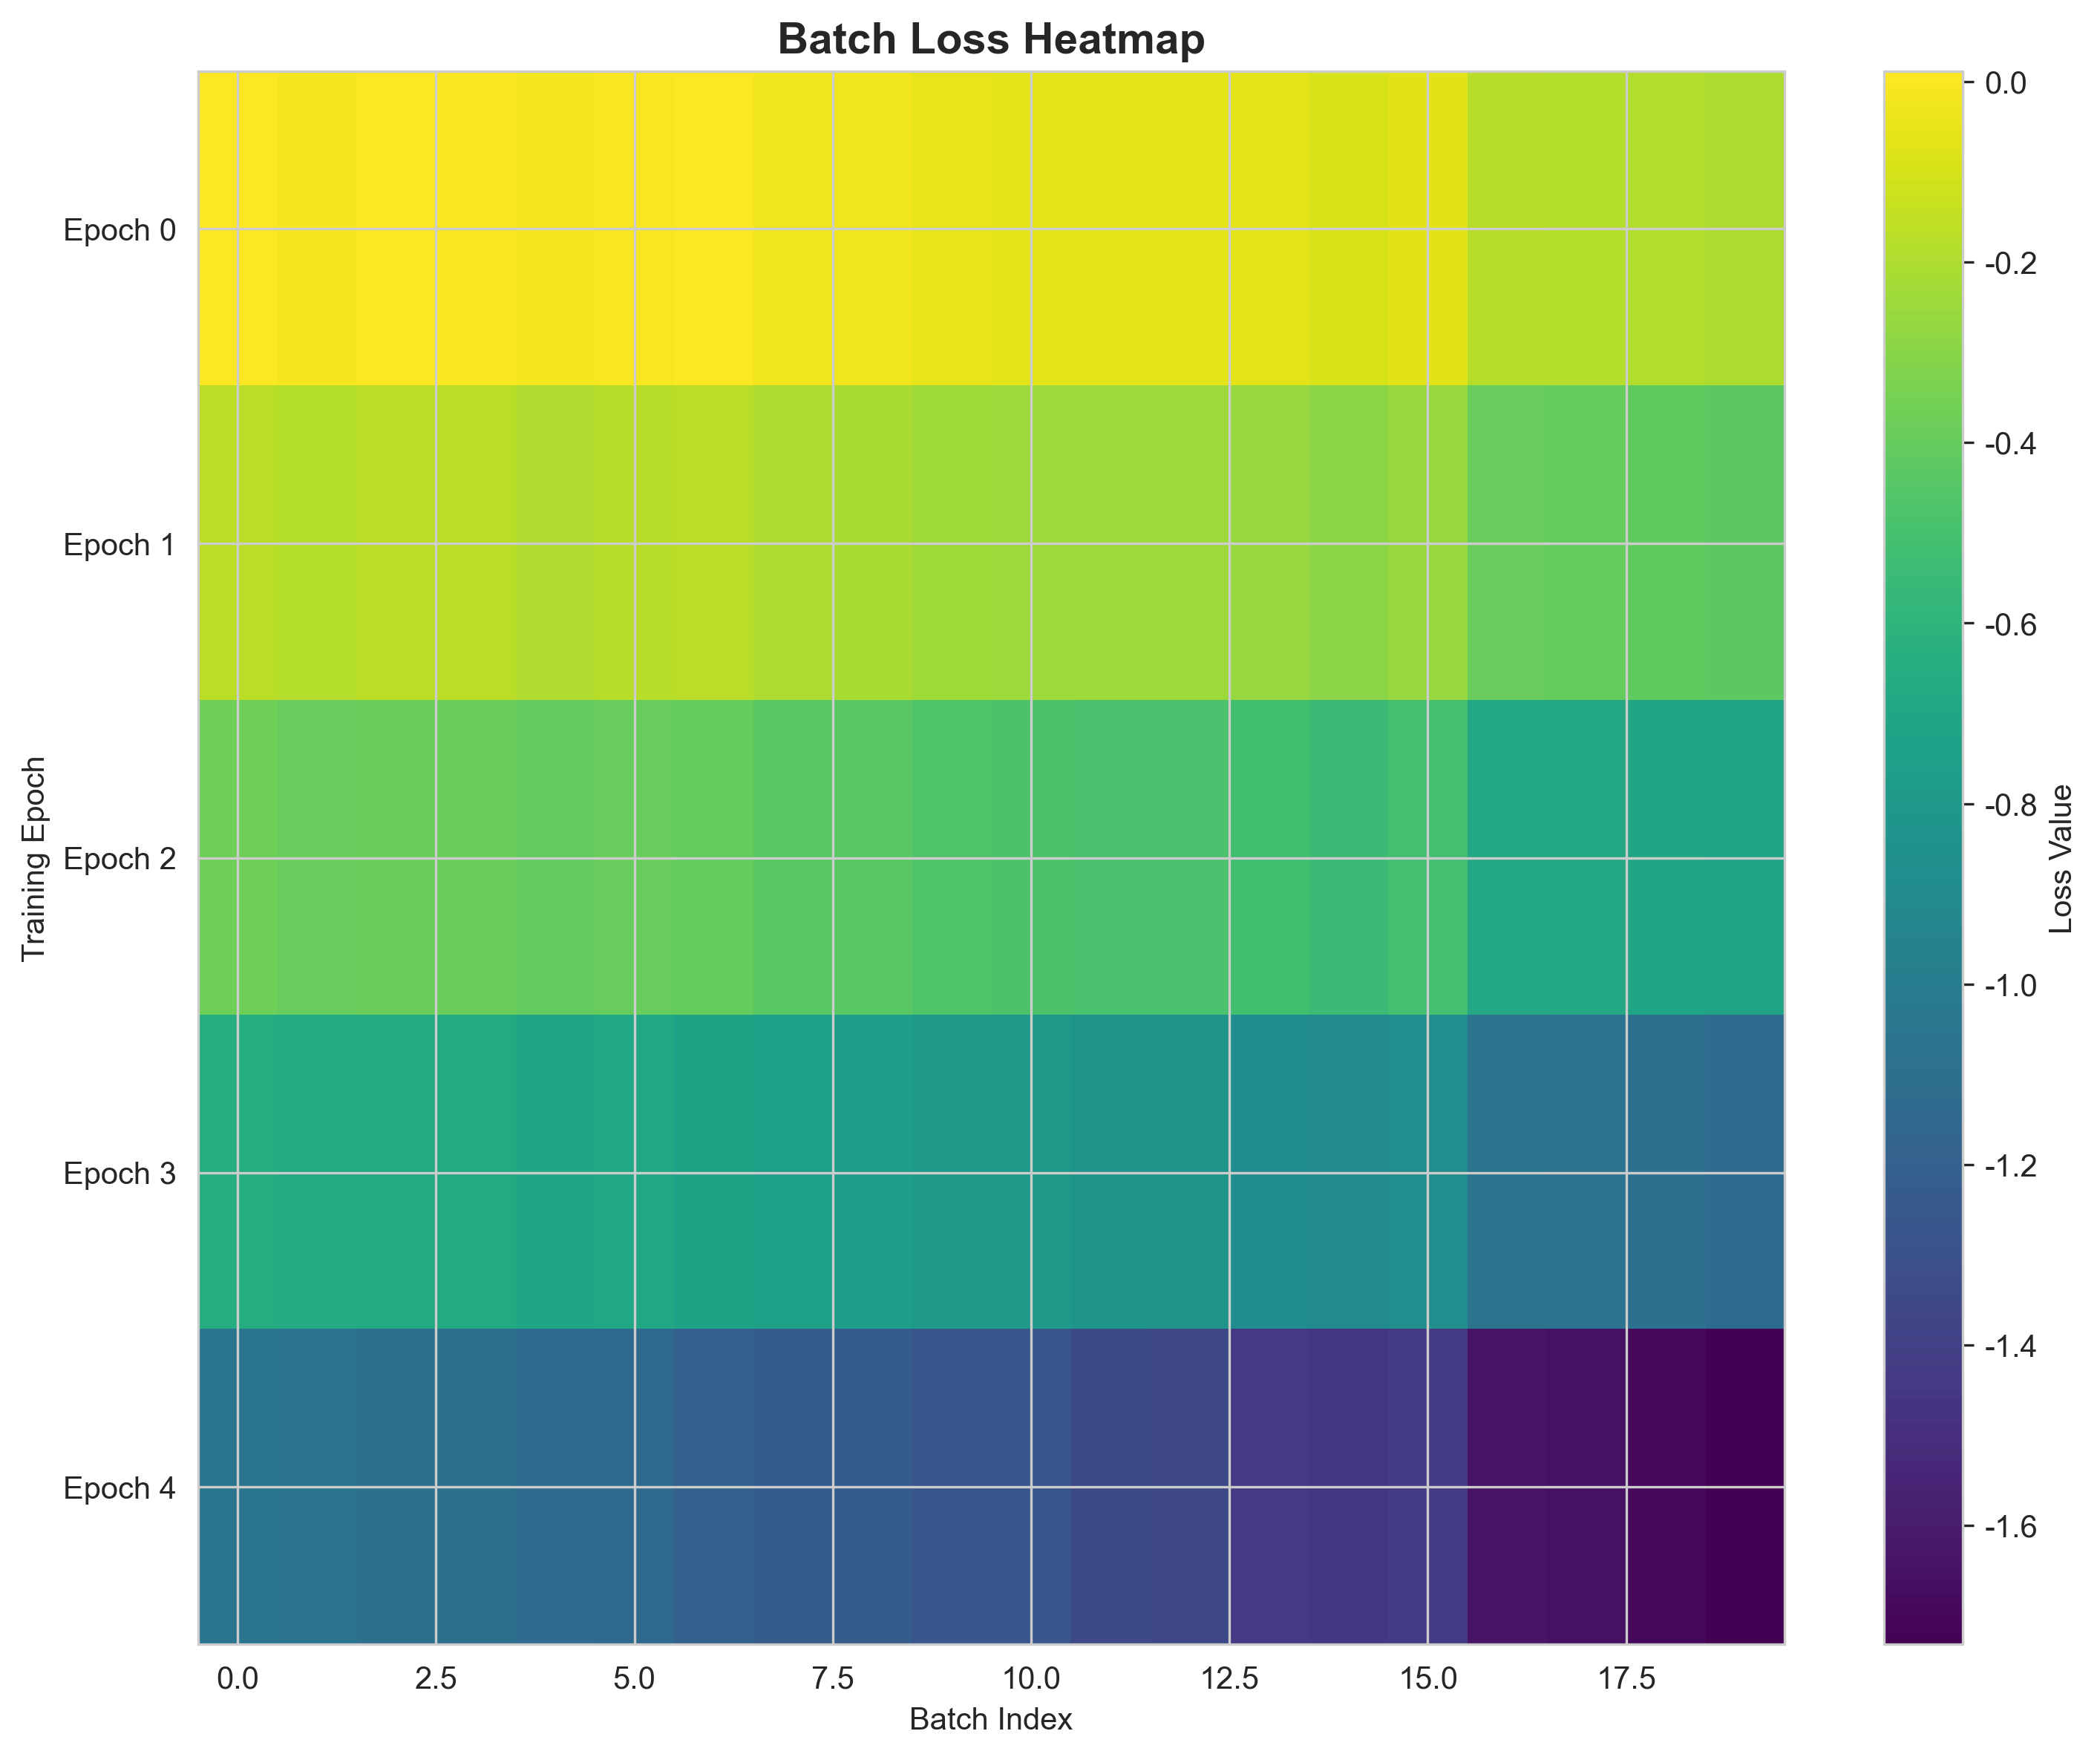 Batch Loss Heatmap
Training Epoch
Epoch 0
Epoch 1
Epoch 2
Epoch 3
Epoch 4
0.0 2.5 5.0 7.5 10.0 12.5 15.0 17.5
Batch Index
0.0
-0.2
-0.4
-0.6
-0.8
-1.0
-1.2
-1.4
-1.6
Loss Value